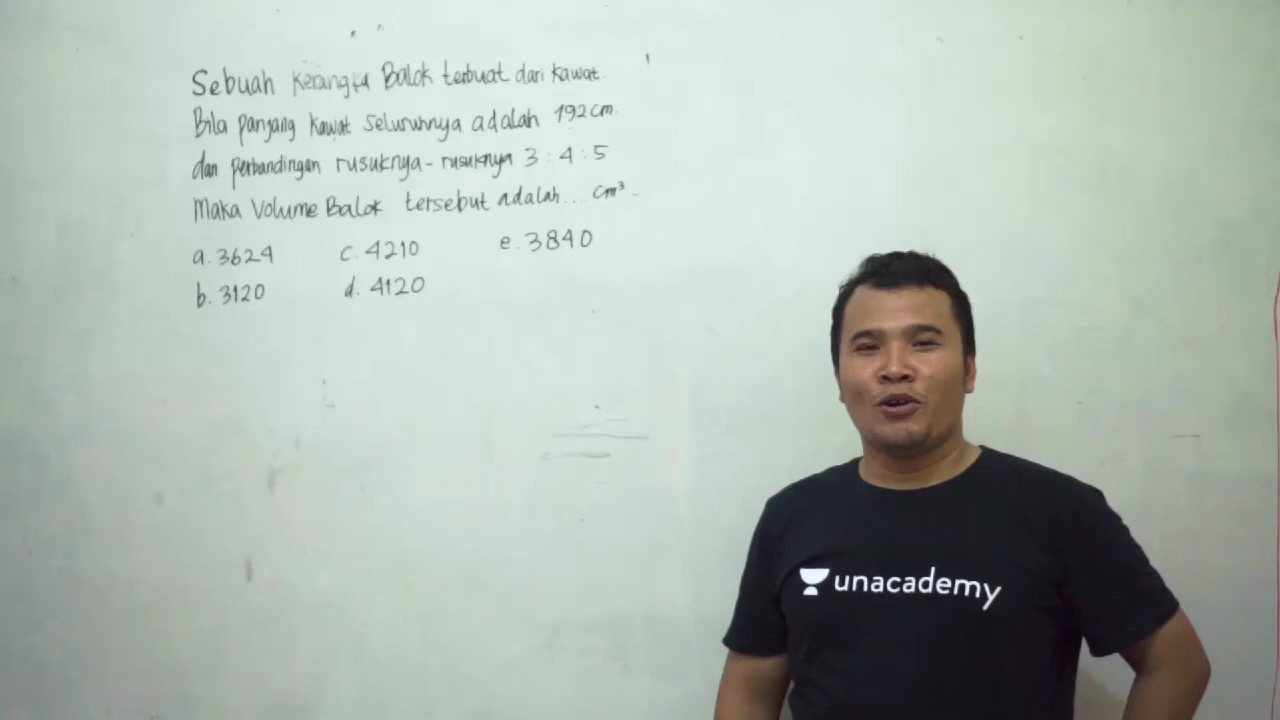 Sebuah Kerangka Balok terbuat dari kawat.
Bila panjang kawat seluruhnya adalah 192 cm.
dan perbandingan rusuknya-rusuknya 3 : 4 : 5
Maka Volume Balok tersebut adalah .... cm³.
a. 3624 c. 4210 e. 3840
b. 3120 d. 4120
unacademy